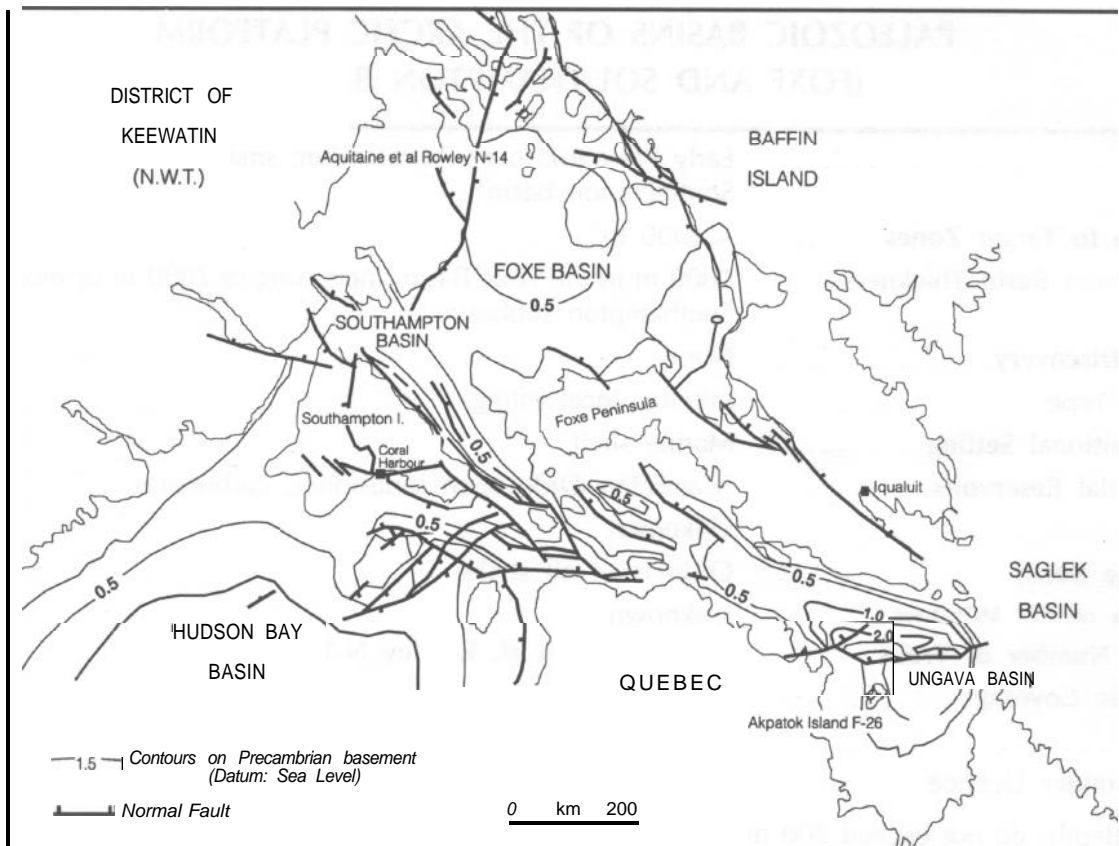 DISTRICT OF
KEEWATIN
(N.W.T.)
Aquitaine et al Rowley N-14
BAFFIN
ISLAND
FOXE BASIN
0.5
SOUTHAMPTON
BASIN
Southampton I.
Coral
Harbour
0.5
Foxe Peninsula
0.5
Iqualuit
0.5
0.5
0.5
0.5
SAGLEK
BASIN
1.0
2.0
HUDSON BAY
BASIN
QUEBEC
UNGAVA BASIN
Akpatok Island F-26
1.5 Contours on Precambrian basement
(Datum: Sea Level)
Normal Fault
0 km 200